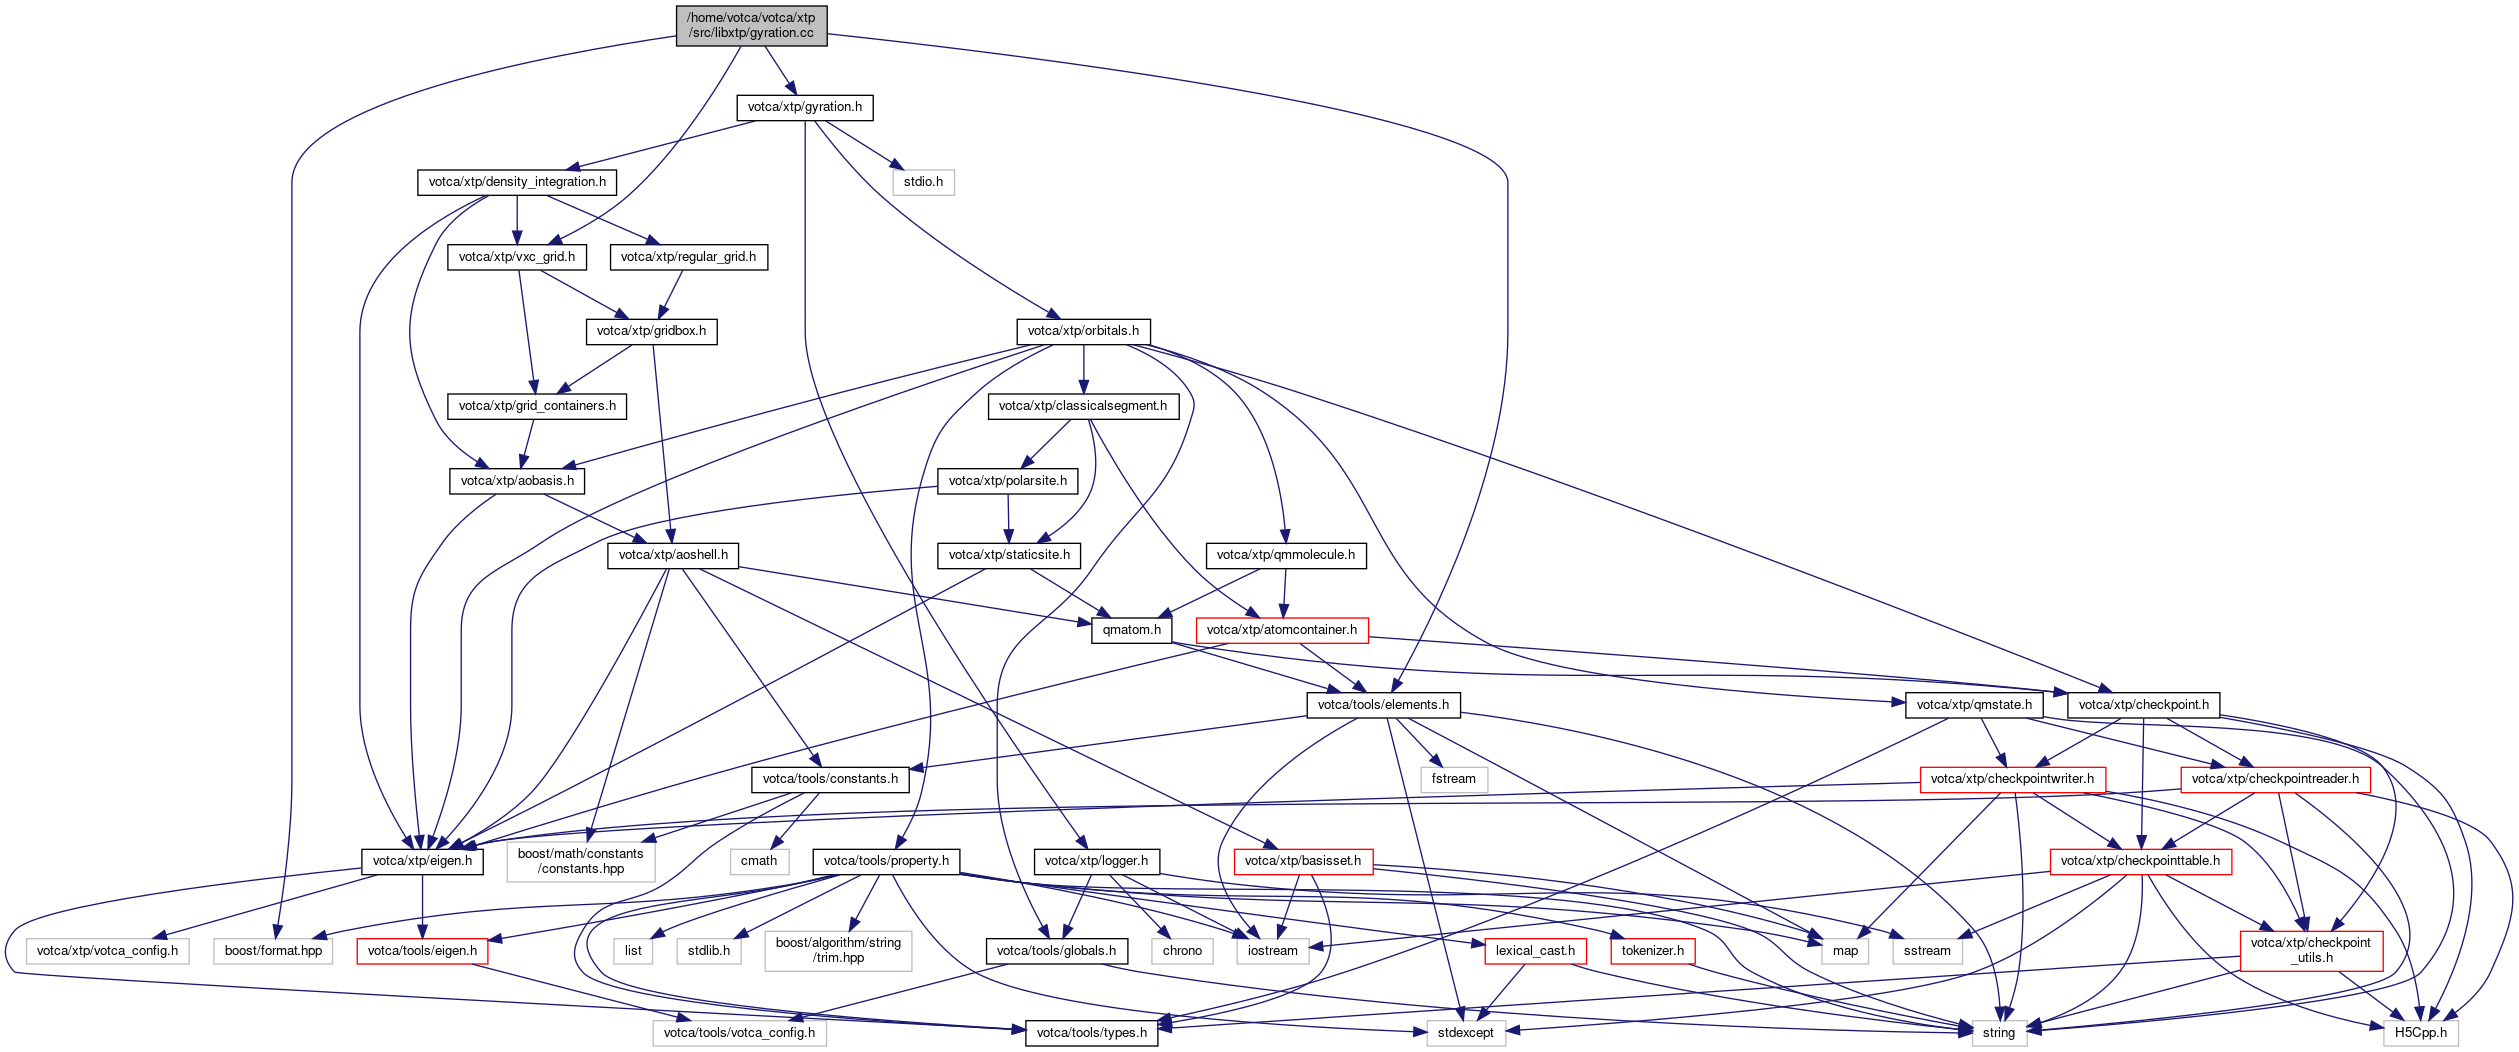 /home/votca/votca/xtp
/src/libxtp/gyration.cc
votca/xtp/gyration.h
votca/xtp/density_integration.h
stdio.h
votca/xtp/vxc_grid.h
votca/xtp/regular_grid.h
votca/xtp/gridbox.h
votca/xtp/orbitals.h
votca/xtp/grid_containers.h
votca/xtp/classicalsegment.h
votca/xtp/aobasis.h
votca/xtp/polarsite.h
votca/xtp/aoshell.h
votca/xtp/staticsite.h
votca/xtp/qmmolecule.h
qmatom.h
votca/xtp/atomcontainer.h
votca/tools/elements.h
votca/xtp/qmstate.h
votca/xtp/checkpoint.h
votca/tools/constants.h
fstream
votca/xtp/checkpointwriter.h
votca/xtp/checkpointreader.h
votca/xtp/eigen.h
boost/math/constants
/constants.hpp
cmath
votca/tools/property.h
votca/xtp/logger.h
votca/xtp/basisset.h
votca/xtp/checkpointtable.h
votca/xtp/votca_config.h
boost/format.hpp
votca/tools/eigen.h
list
stdlib.h
boost/algorithm/string
/trim.hpp
votca/tools/globals.h
chrono
iostream
lexical_cast.h
tokenizer.h
map
sstream
votca/xtp/checkpoint
_utils.h
votca/tools/votca_config.h
votca/tools/types.h
stdexcept
string
H5Cpp.h